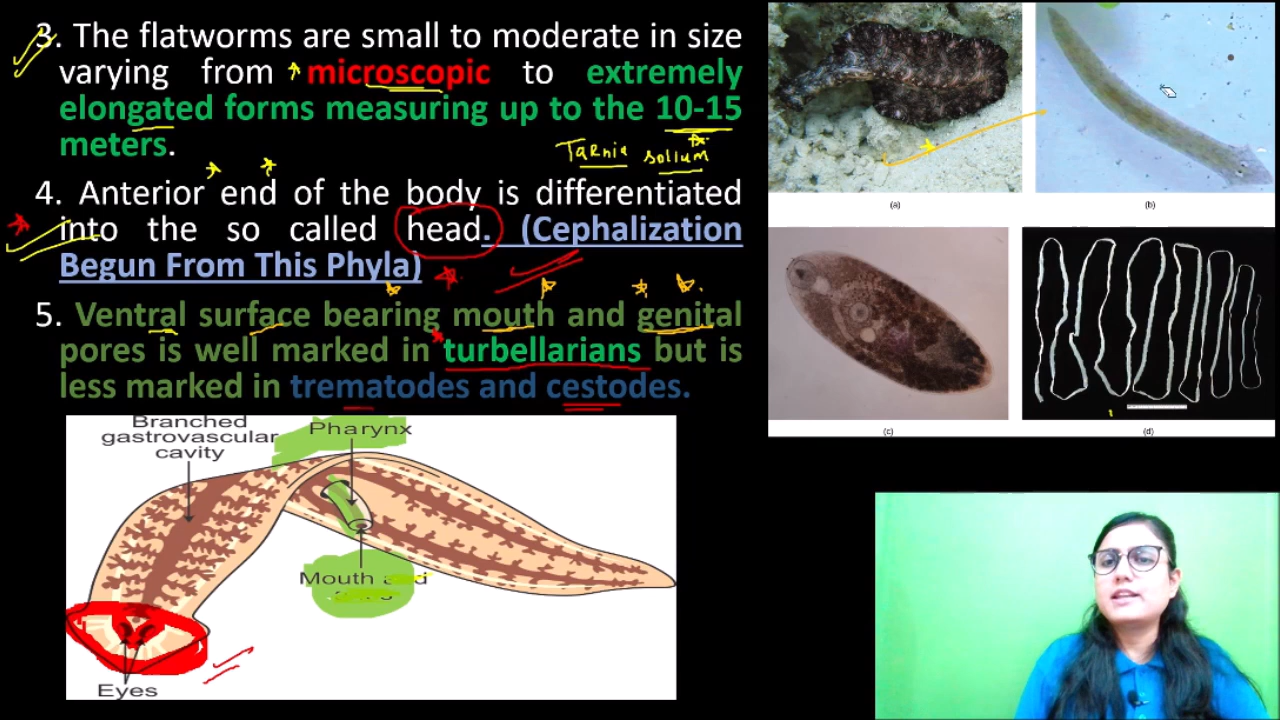 3. The flatworms are small to moderate in size
varying from microscopic to extremely
elongated forms measuring up to the 10-15
meters.
Taenia solium
4. Anterior end of the body is differentiated
into the so called head. (Cephalization
Begun From This Phyla)
5. Ventral surface bearing mouth and genital
pores is well marked in turbellarians but is
less marked in trematodes and cestodes.
Branched
gastrovascular
cavity
Pharynx
Mouth
Eyes
(a)
(b)
(c)
(d)